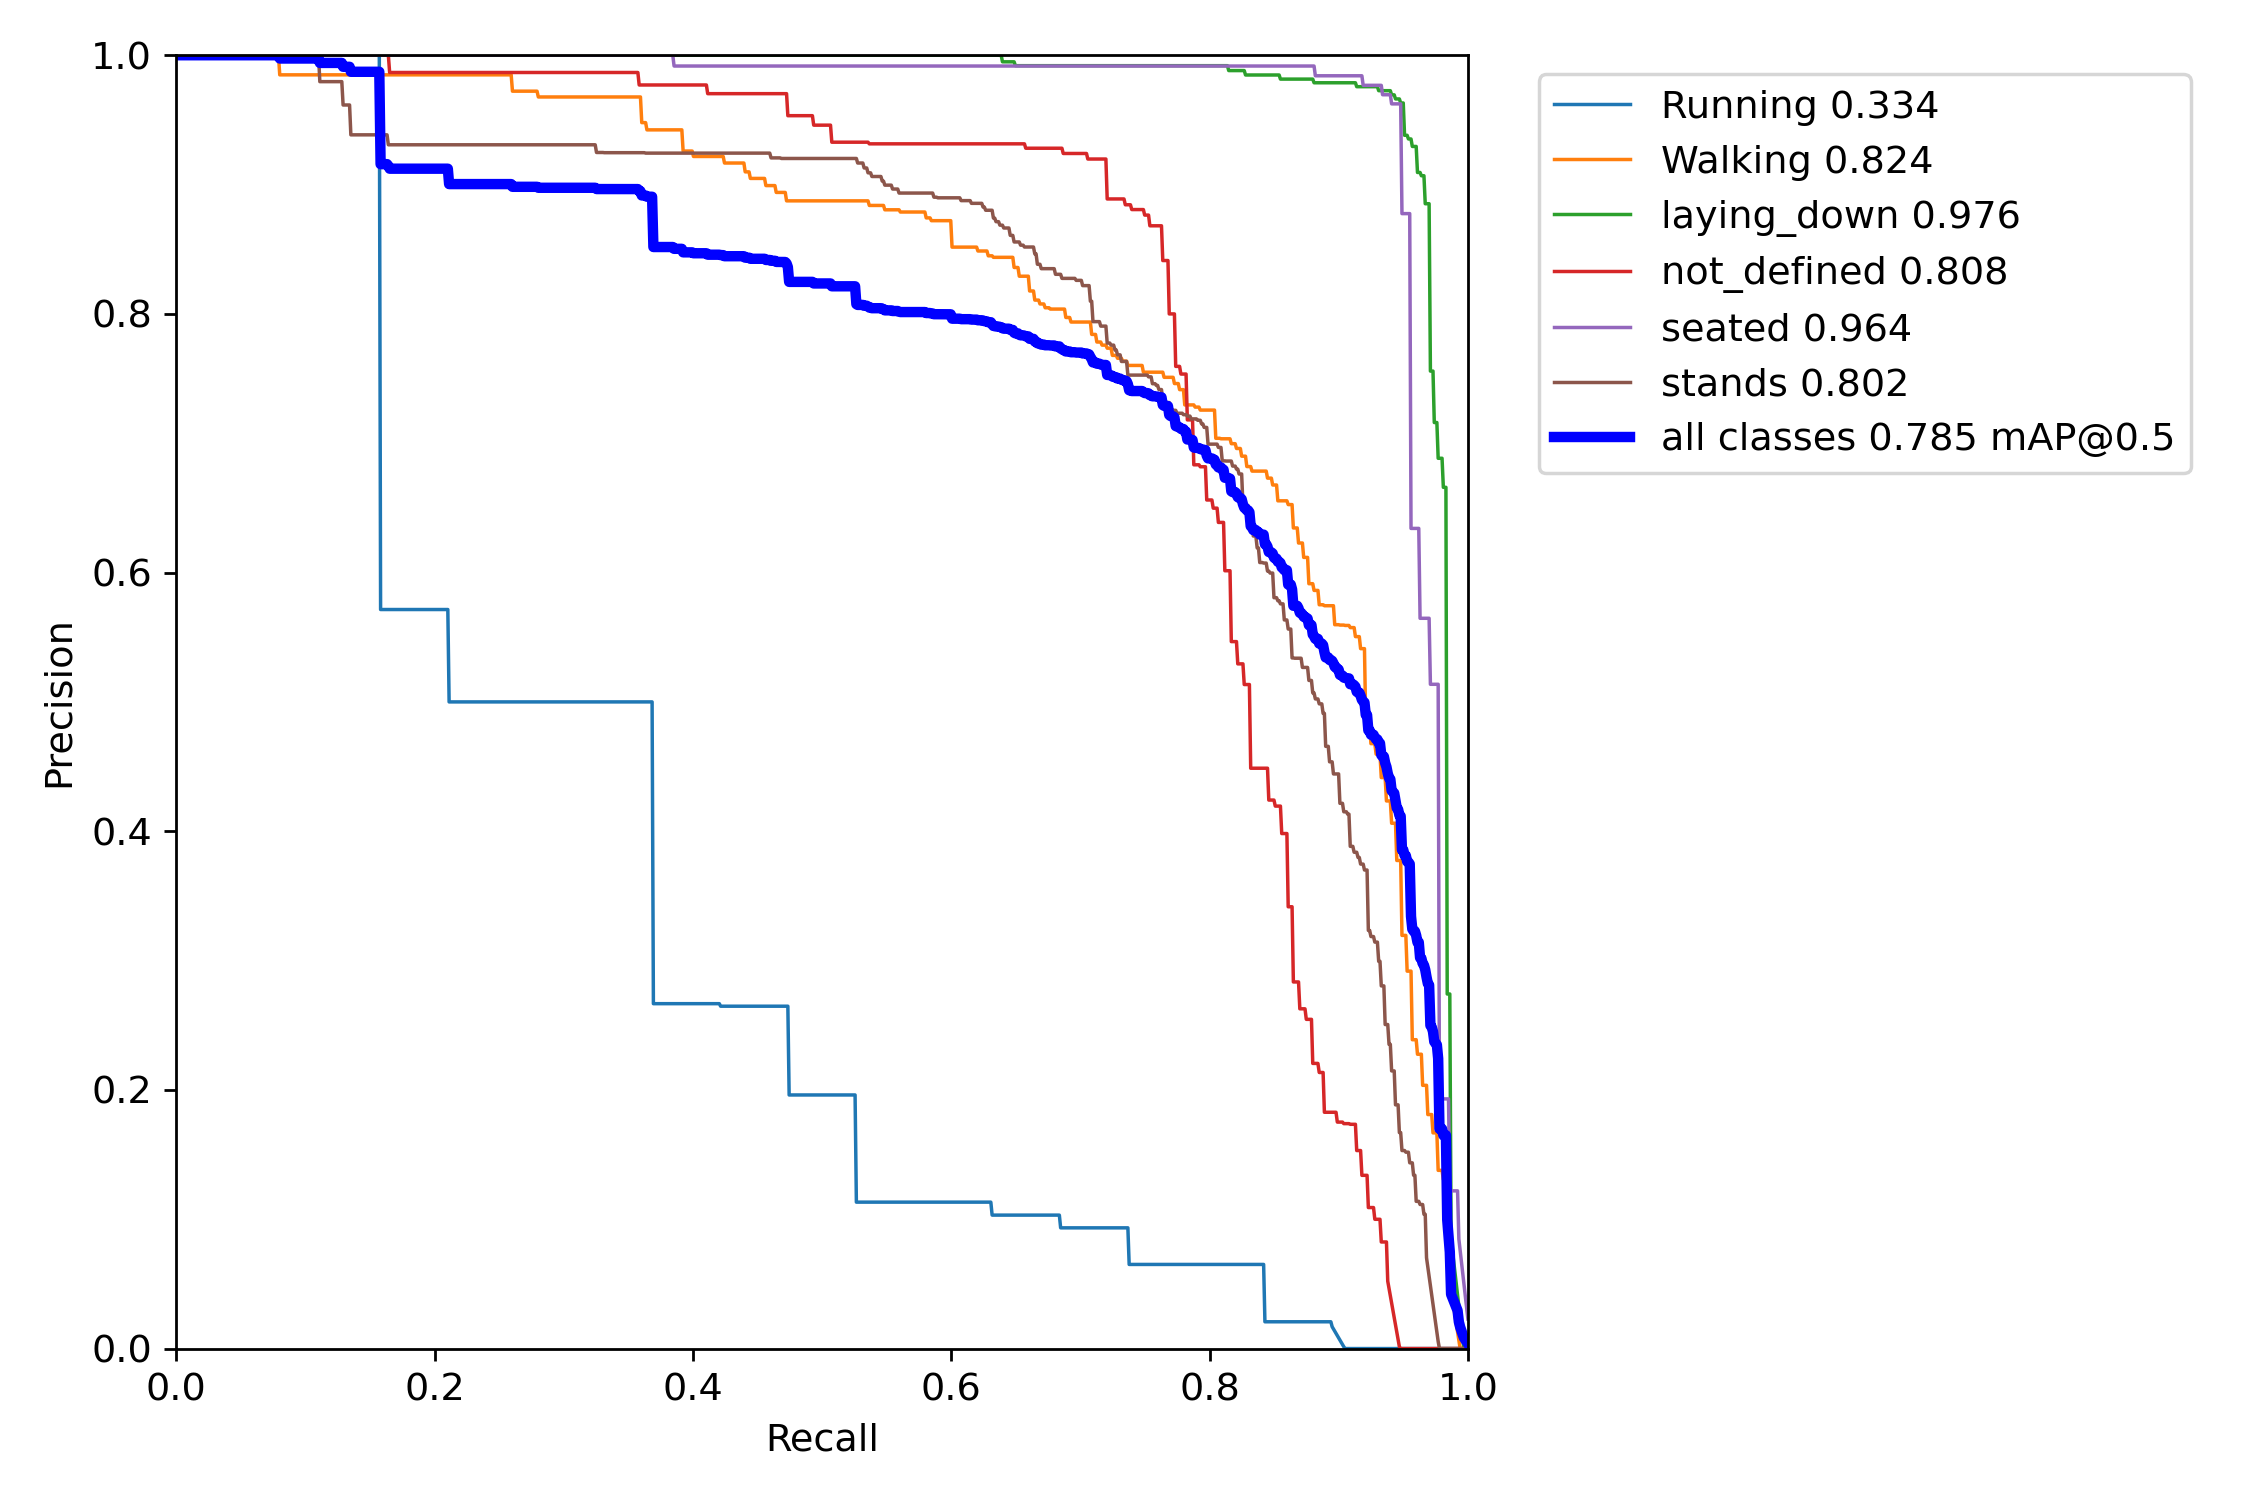 1.0
0.8
0.6
0.4
0.2
0.0
Precision
0.0 0.2 0.4 0.6 0.8 1.0
Recall
Running 0.334
Walking 0.824
laying_down 0.976
not_defined 0.808
seated 0.964
stands 0.802
all classes 0.785 mAP@0.5